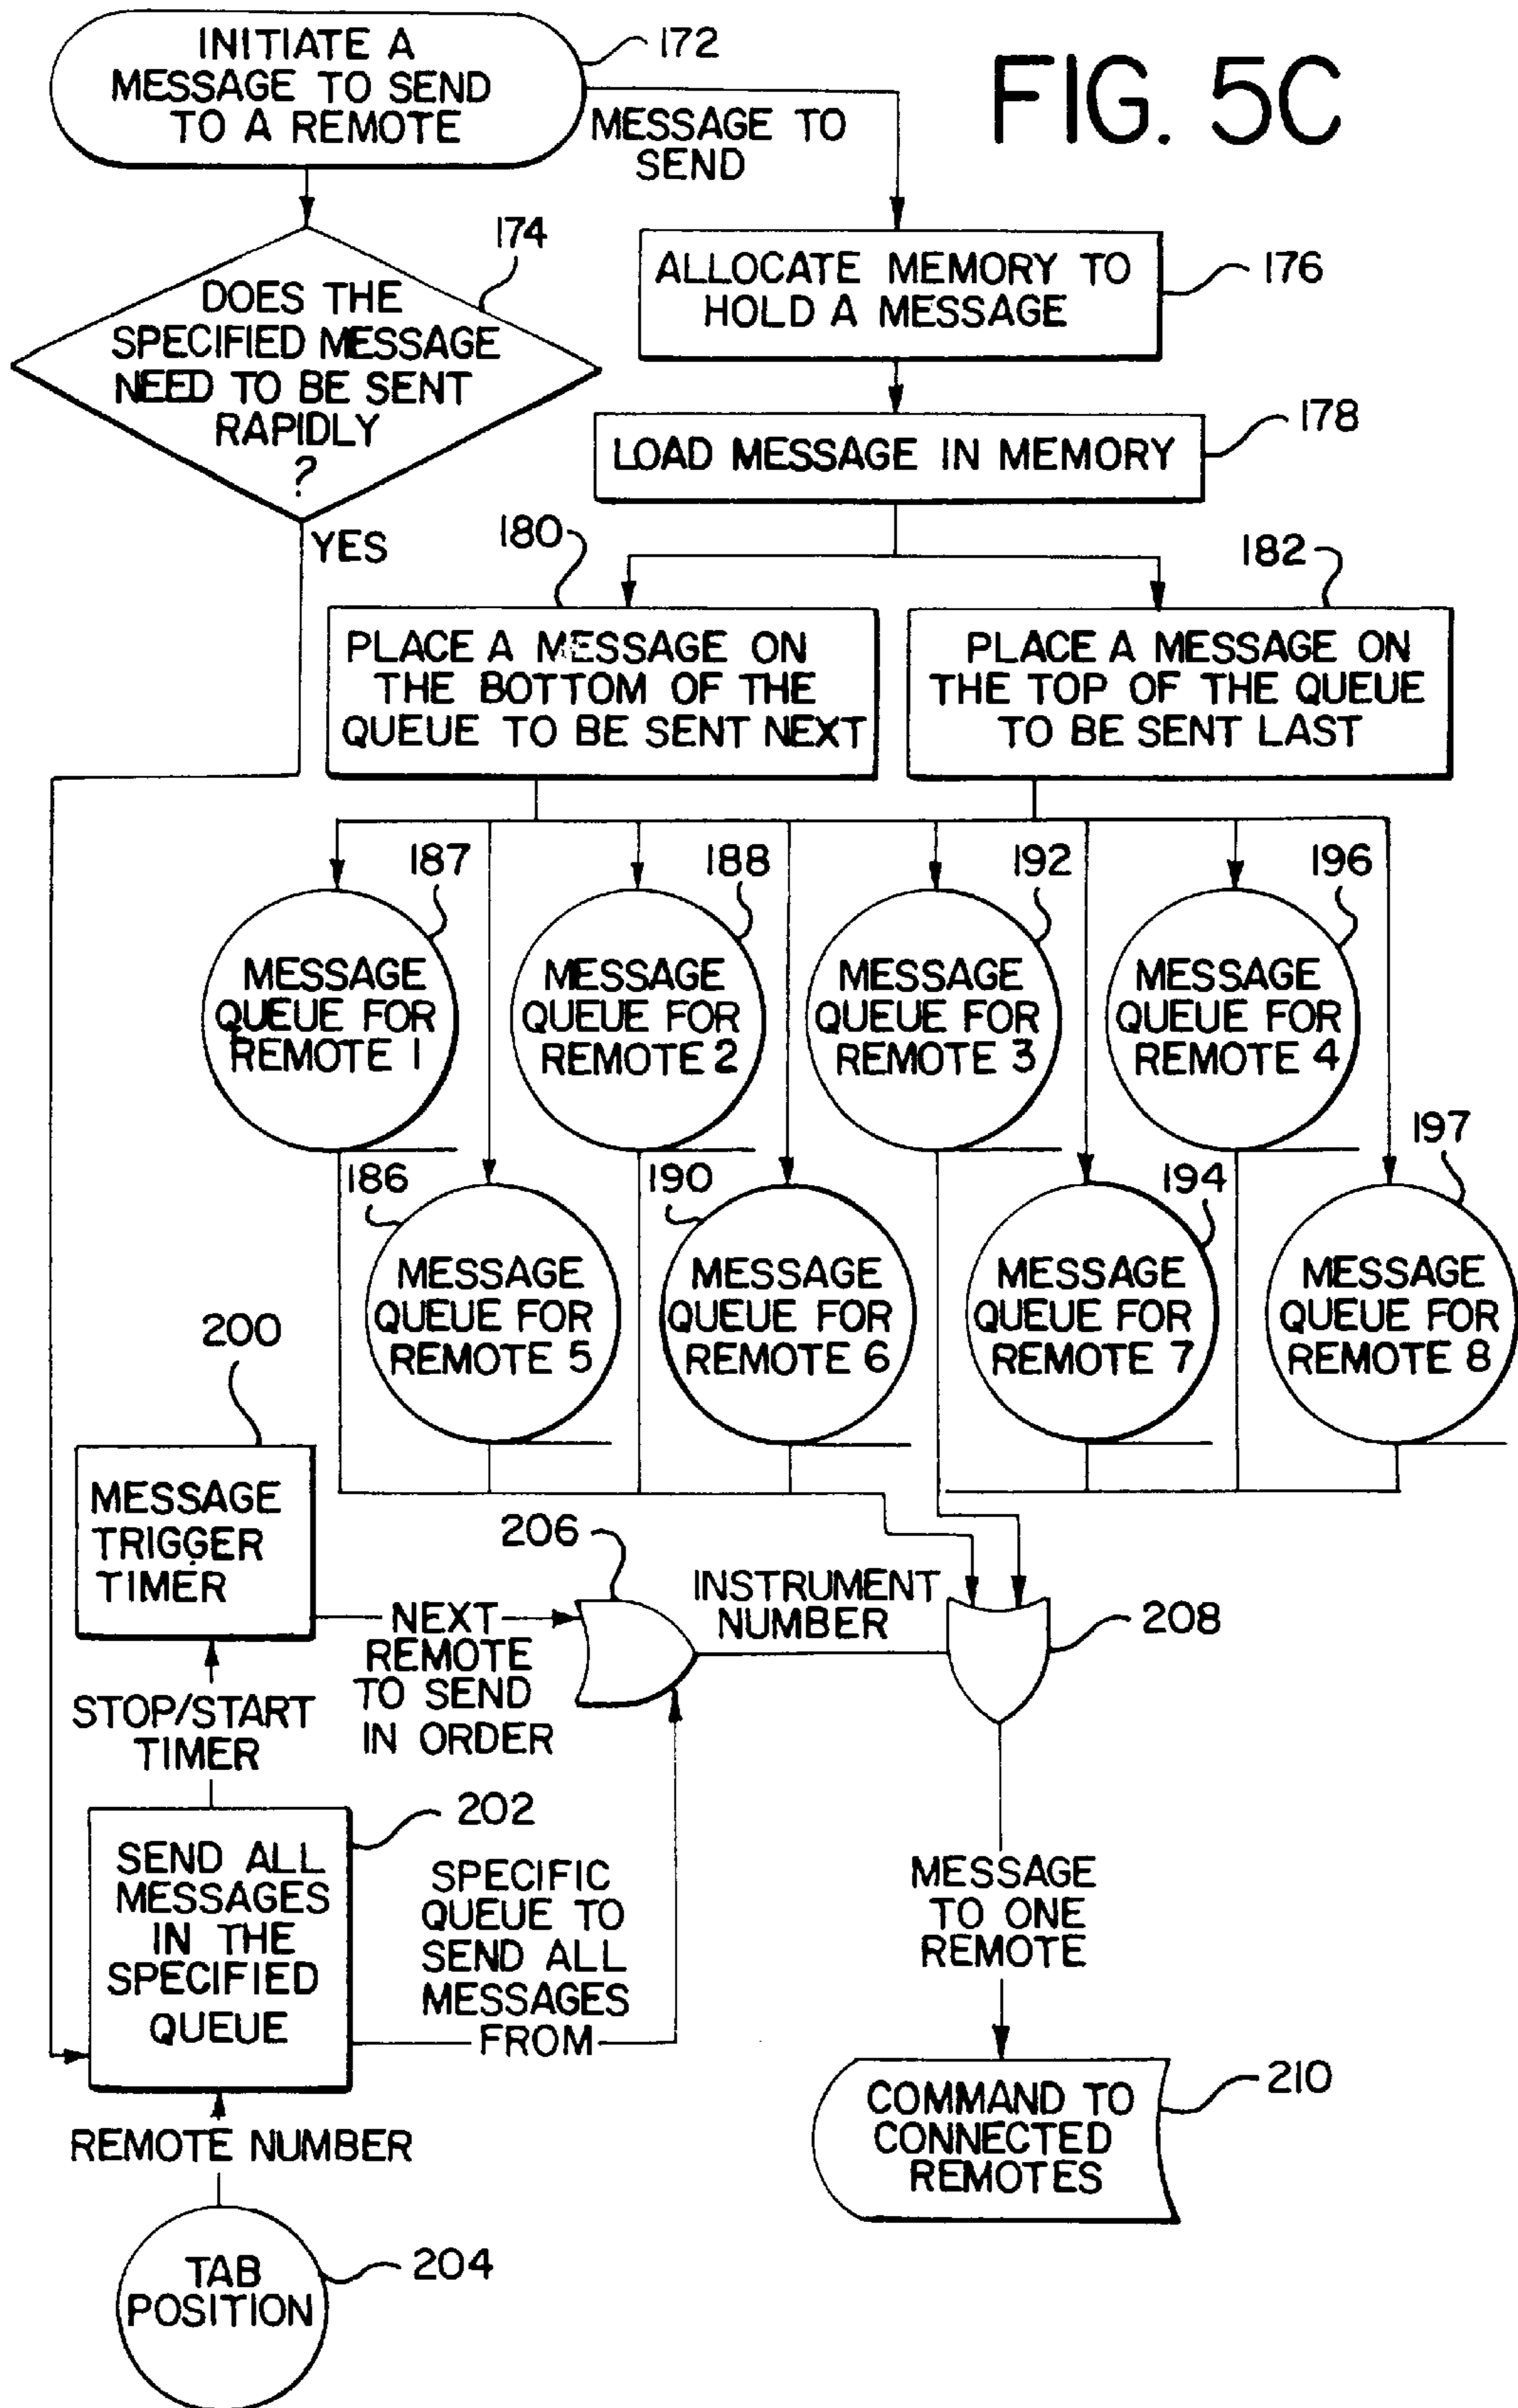 FIG. 5C
INITIATE A
MESSAGE TO SEND
TO A REMOTE
172
MESSAGE TO
SEND
174
DOES THE
SPECIFIED MESSAGE
NEED TO BE SENT
RAPIDLY
?
YES
ALLOCATE MEMORY TO
HOLD A MESSAGE
176
LOAD MESSAGE IN MEMORY
178
180
PLACE A MESSAGE ON
THE BOTTOM OF THE
QUEUE TO BE SENT NEXT
182
PLACE A MESSAGE ON
THE TOP OF THE QUEUE
TO BE SENT LAST
187
MESSAGE
QUEUE FOR
REMOTE 1
188
MESSAGE
QUEUE FOR
REMOTE 2
192
MESSAGE
QUEUE FOR
REMOTE 3
196
MESSAGE
QUEUE FOR
REMOTE 4
186
MESSAGE
QUEUE FOR
REMOTE 5
190
MESSAGE
QUEUE FOR
REMOTE 6
194
MESSAGE
QUEUE FOR
REMOTE 7
197
MESSAGE
QUEUE FOR
REMOTE 8
200
MESSAGE
TRIGGER
TIMER
NEXT
REMOTE
TO SEND
IN ORDER
206
INSTRUMENT
NUMBER
208
STOP/START
TIMER
202
SEND ALL
MESSAGES
IN THE
SPECIFIED
QUEUE
SPECIFIC
QUEUE TO
SEND ALL
MESSAGES
FROM
MESSAGE
TO ONE
REMOTE
REMOTE NUMBER
COMMAND TO
CONNECTED
REMOTES
210
TAB
POSITION
204